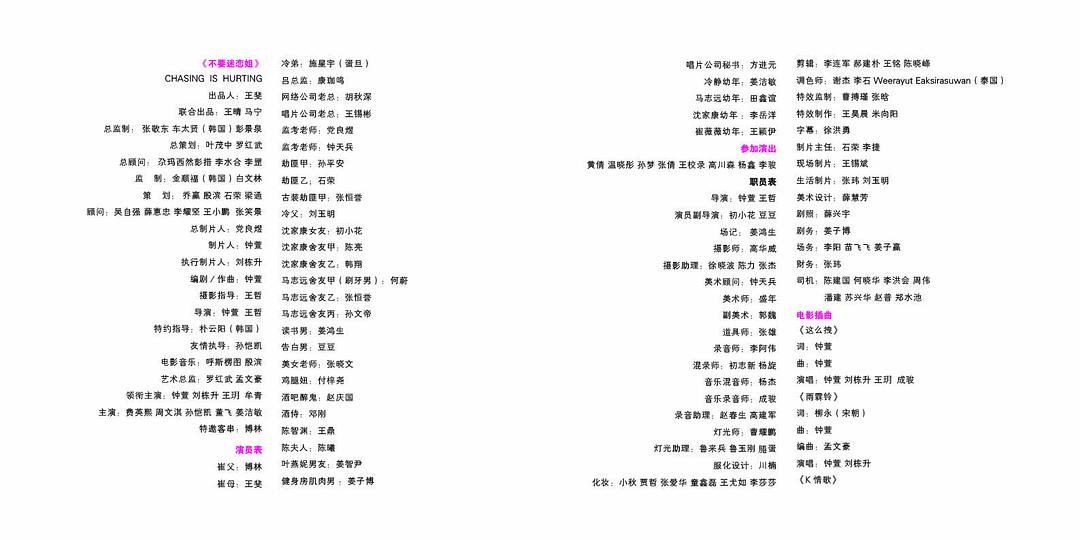 《不要迷恋姐》
CHASING IS HURTING
出品人：王斐
联合出品：王晴 马宁
总监制：张敬东 车太贤（韩国）彭景泉
总策划：叶茂中 罗红武
总顾问：尕玛西然彭措 李水合 李罡
监 制：金顺福（韩国）白文林
策 划：乔赢 殷滨 石荣 梁通
顾问：吴自强 薛惠忠 李耀坚 王小鹏 张笑景
总制片人：党良煜
制片人：钟萱
执行制片人：刘栋升
编剧/作曲：钟萱
摄影指导：王哲
导演：钟萱 王哲
特约指导：朴云阳（韩国）
友情执导：孙恺凯
电影音乐：呼斯楞图 殷滨
艺术总监：罗红武 孟文豪
领衔主演：钟萱 刘栋升 王玥 牟青
主演：费英熙 周文淇 孙恺凯 董飞 姜洁敏
特邀客串：博林
演员表
崔父：博林
崔母：王斐
冷弟：施星宇（蛋旦）
吕总监：康珈鸣
网络公司老总：胡秋深
唱片公司老总：王锡彬
监考老师：党良煜
监考老师：钟天兵
劫匪甲：孙平安
劫匪乙：石荣
古装劫匪甲：张恒誉
冷父：刘玉明
沈家康女友：初小花
沈家康舍友甲：陈亮
沈家康舍友乙：韩翔
马志远舍友甲（刷牙男）：何蔚
马志远舍友乙：张恒誉
马志远舍友丙：孙文帝
读书男：姜鸿生
告白男：豆豆
美女老师：张晓文
鸡腿妞：付梓尧
酒吧醉鬼：赵庆国
酒侍：邓刚
陈智渊：王鼎
陈夫人：陈曦
叶燕妮男友：姜智尹
健身房肌肉男：姜子博
唱片公司秘书：方进元
冷静幼年：姜洁敏
马志远幼年：田鑫谊
沈家康幼年：李岳洋
崔薇薇幼年：王颖伊
参加演出
黄倩 温晓彤 孙梦 张倩 王校录 高川森 杨鑫 李骏
职员表
导演：钟萱 王哲
演员副导演：初小花 豆豆
场记：姜鸿生
摄影师：高华威
摄影助理：徐晓波 陈力 张杰
美术顾问：钟天兵
美术师：盛年
副美术：郭魏
道具师：张雄
录音师：李阿伟
混录师：初志新 杨旋
音乐混音师：杨杰
音乐录音师：成骏
录音助理：赵春生 高建军
灯光师：曹耀鹏
灯光助理：鲁来兵 鲁玉刚 陈蛋
服化设计：川楠
化妆：小秋 贾哲 张爱华 童鑫磊 王尤如 李莎莎
剪辑：李连军 郝建朴 王铭 陈晓峰
调色师：谢杰 李石 Weerayut Eaksirasuwan（泰国）
特效监制：曹搏瑾 张晗
特效制作：王昊晨 米向阳
字幕：徐洪勇
制片主任：石荣 李捷
现场制片：王锡斌
生活制片：张玮 刘玉明
美术设计：薛慧芳
剧照：薛兴宇
剧务：姜子博
场务：李阳 苗飞飞 姜子赢
财务：张玮
司机：陈建国 何晓华 李洪会 周伟
潘建 苏兴华 赵普 郑水池
电影插曲
《这么拽》
词：钟萱
曲：钟萱
演唱：钟萱 刘栋升 王玥 成骏
《雨霖铃》
词：柳永（宋朝）
曲：钟萱
编曲：孟文豪
演唱：钟萱 刘栋升
《K情歌》